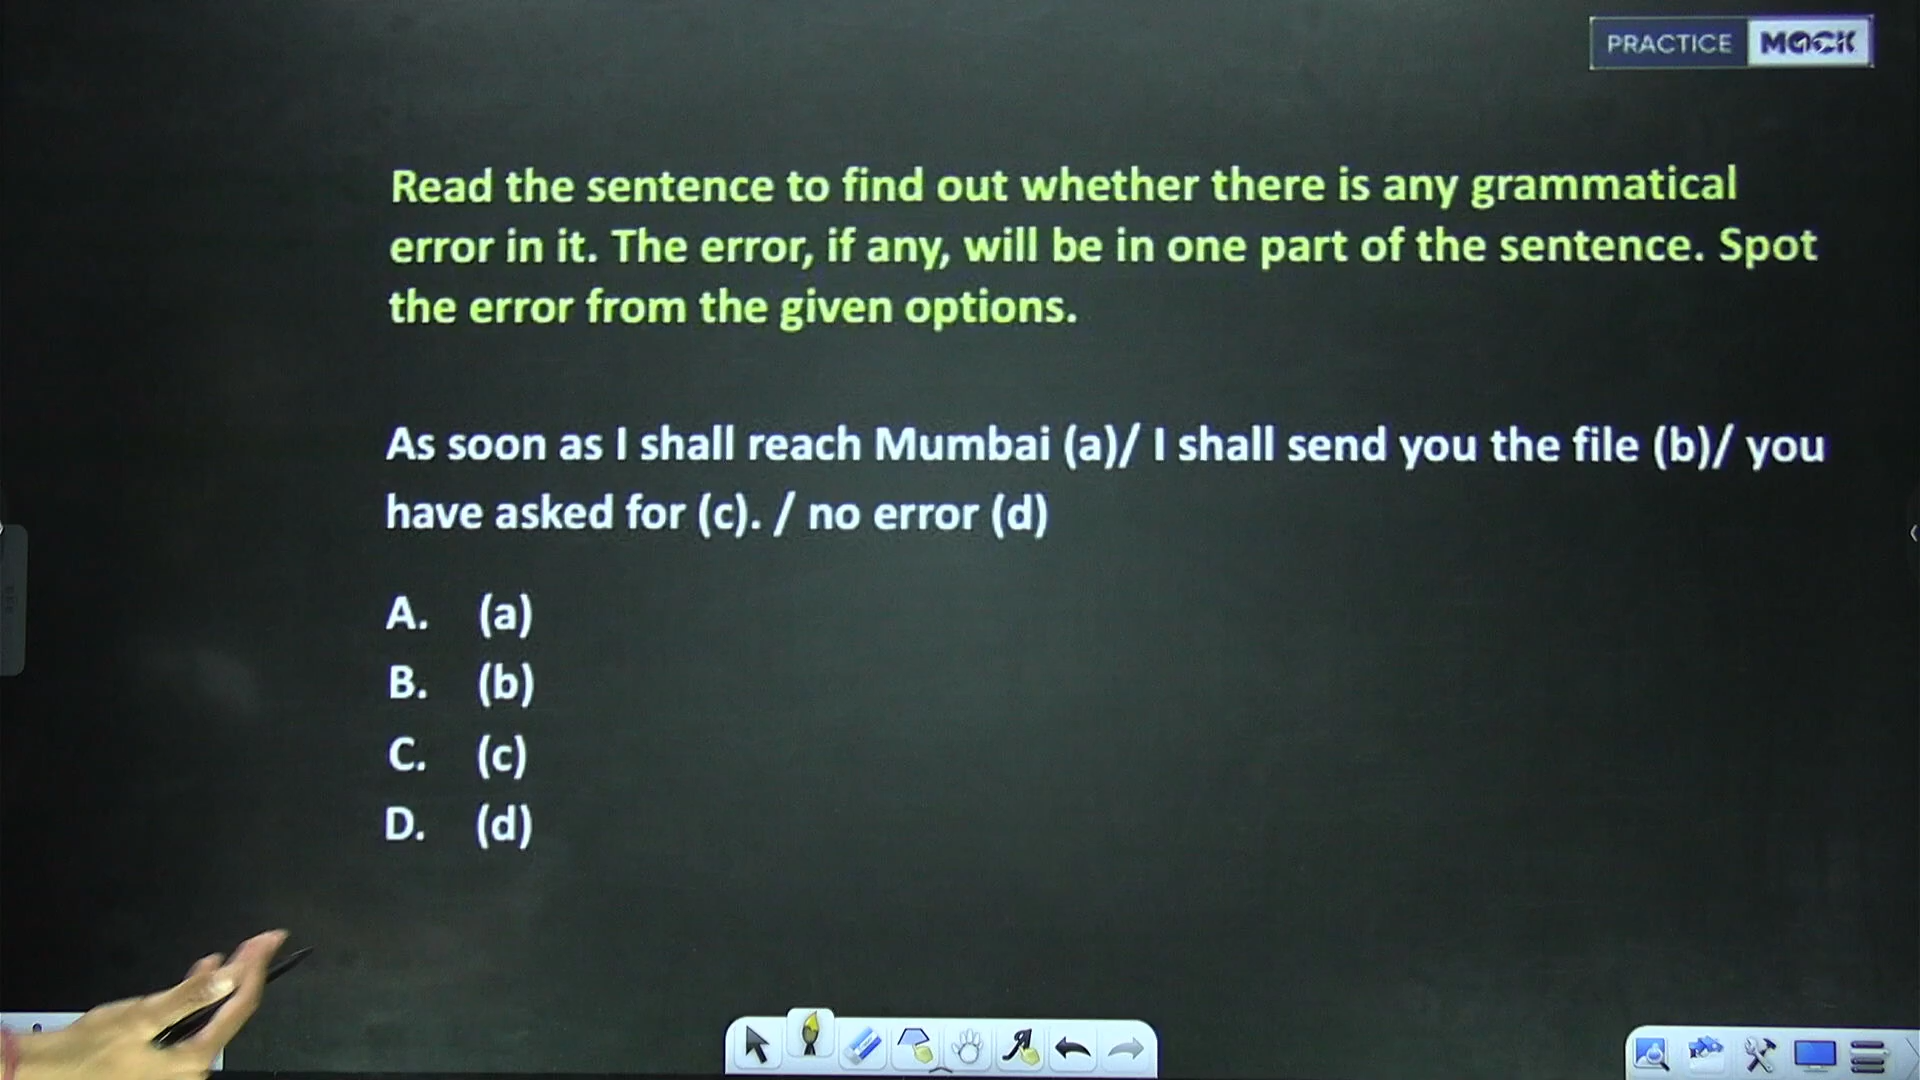 PRACTICE MOCK
Read the sentence to find out whether there is any grammatical
error in it. The error, if any, will be in one part of the sentence. Spot
the error from the given options.
As soon as I shall reach Mumbai (a)/ I shall send you the file (b)/ you
have asked for (c). / no error (d)
A. (a)
B. (b)
C. (c)
D. (d)